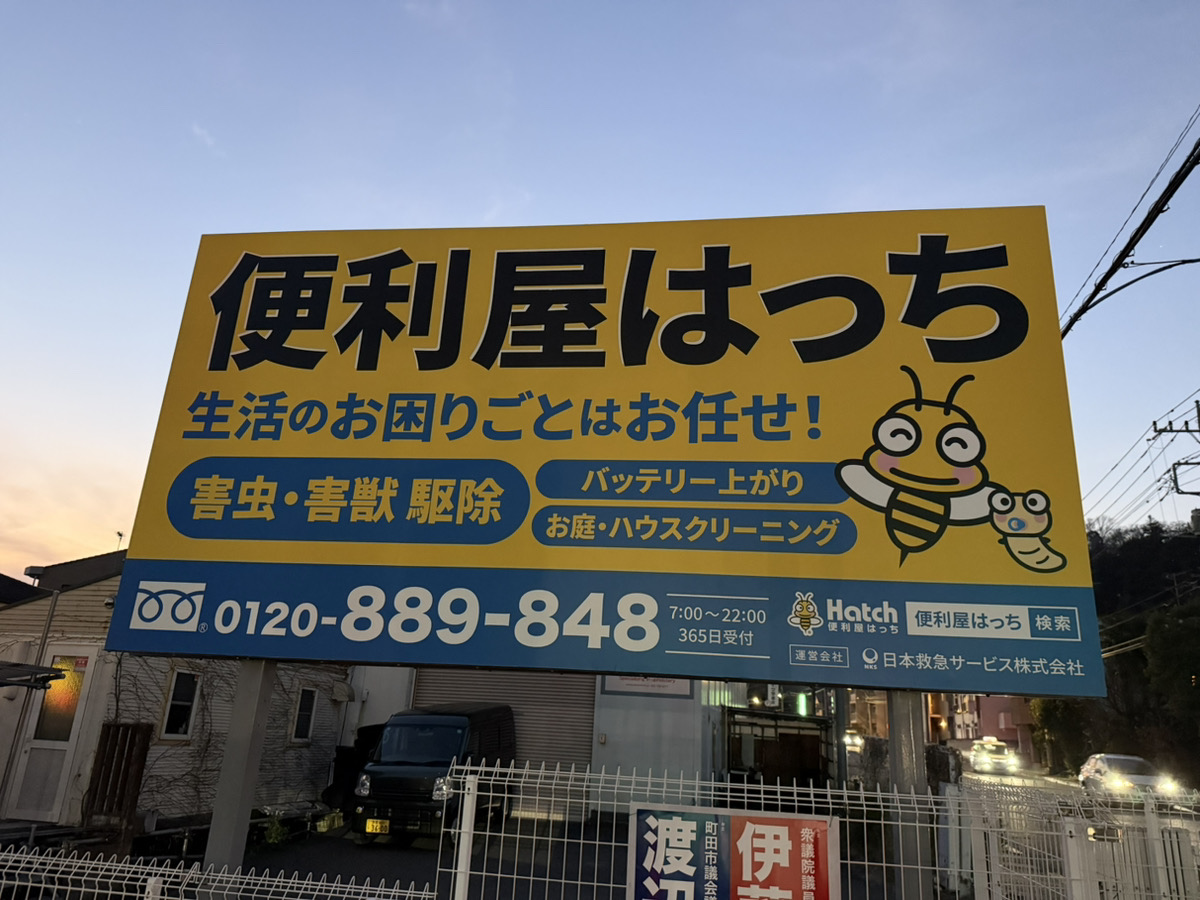 便利屋はっち
生活のお困りごとはお任せ！
害虫・害獣 駆除
バッテリー上がり
お庭・ハウスクリーニング
0120-889-848
7:00～22:00
365日受付
Hatch
便利屋はっち
便利屋はっち 検索
運営会社
NKS
日本救急サービス株式会社
渡辺
町田市議会
伊
衆議院議員